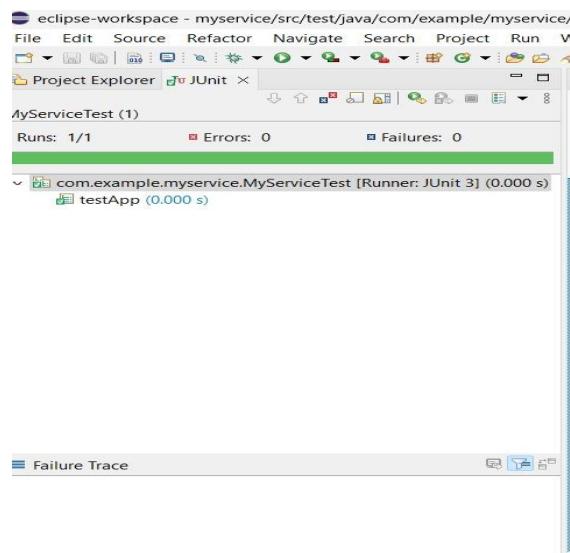 eclipse-workspace - myservice/src/test/java/com/example/myservice/
File Edit Source Refactor Navigate Search Project Run
Project Explorer JUnit
MyServiceTest (1)
Runs: 1/1 Errors: 0 Failures: 0
com.example.myservice.MyServiceTest [Runner: JUnit 3] (0.000 s)
testApp (0.000 s)
Failure Trace